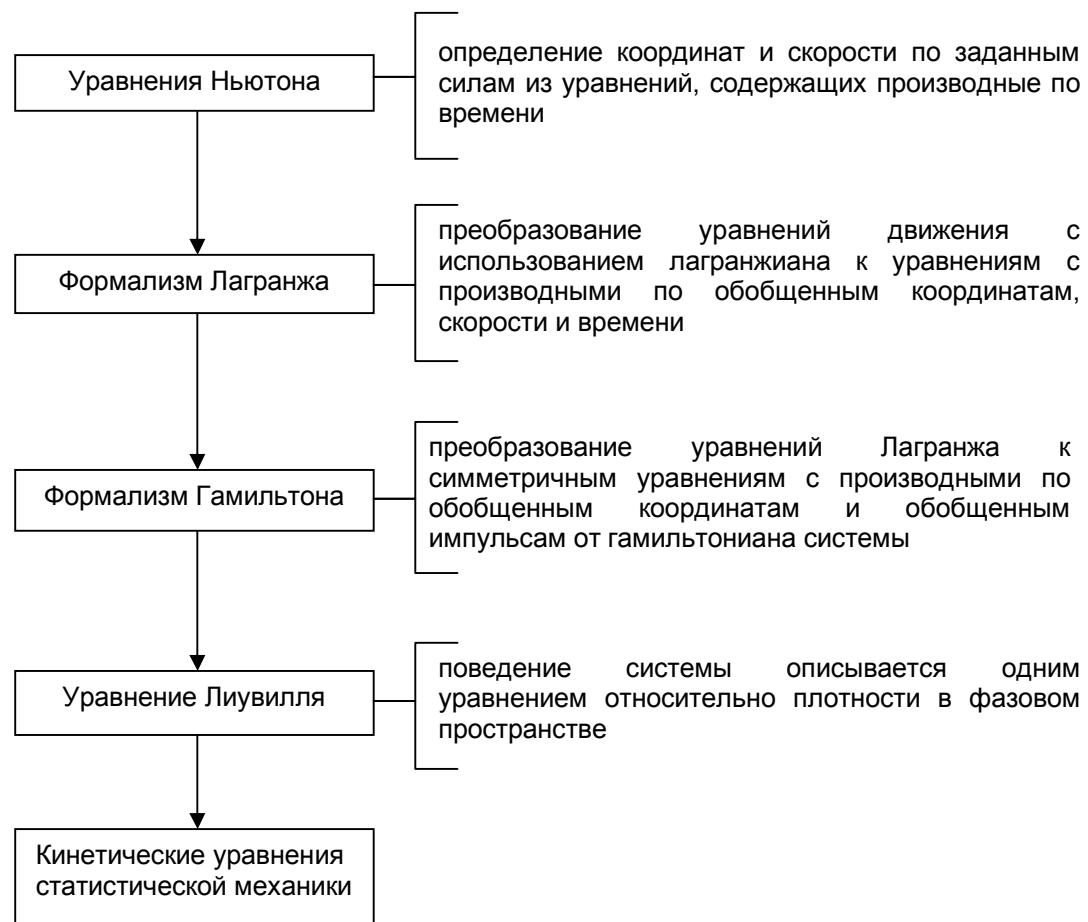 Уравнения Ньютона
определение координат и скорости по заданным
силам из уравнений, содержащих производные по
времени
Формализм Лагранжа
преобразование уравнений движения с
использованием лагранжиана к уравнениям с
производными по обобщенным координатам,
скорости и времени
Формализм Гамильтона
преобразование уравнений Лагранжа к
симметричным уравнениям с производными по
обобщенным координатам и обобщенным
импульсам от гамильтониана системы
Уравнение Лиувилля
поведение системы описывается одним
уравнением относительно плотности в фазовом
пространстве
Кинетические уравнения
статистической механики